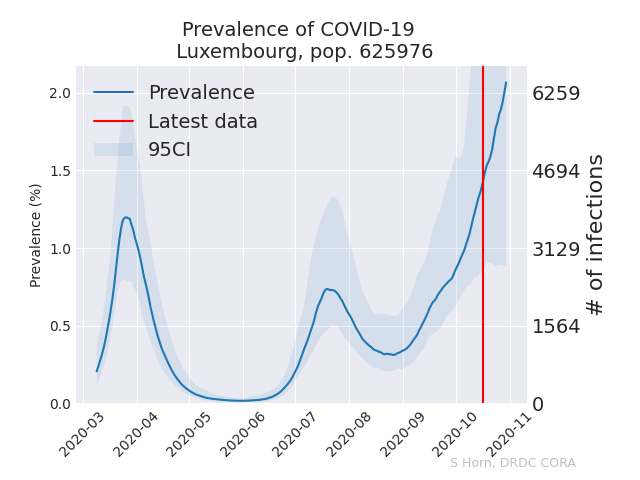 Prevalence of COVID-19
Luxembourg, pop. 625976
Prevalence
Latest data
95CI
Prevalence (%)
2.0
1.5
1.0
0.5
0.0
6259
4694
3129
1564
0
# of infections
2020-03
2020-04
2020-05
2020-06
2020-07
2020-08
2020-09
2020-10
2020-11
S Horn, DRDC CORA